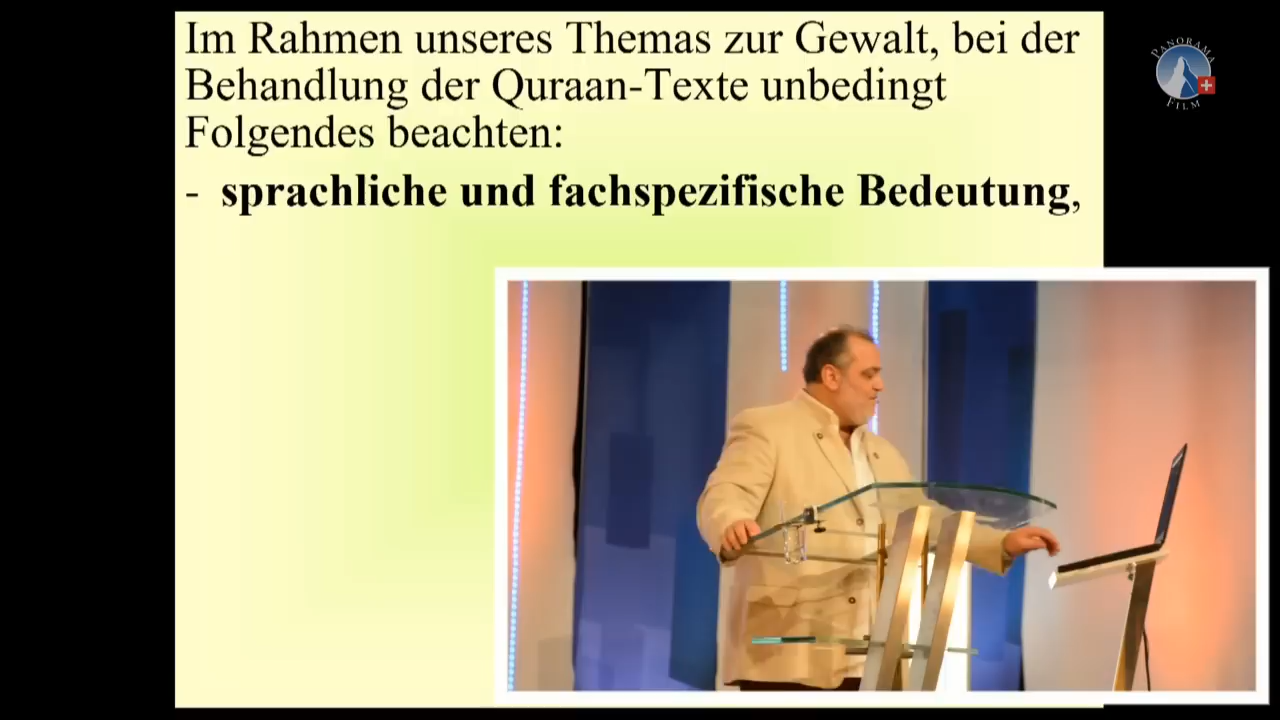 Im Rahmen unseres Themas zur Gewalt, bei der
Behandlung der Quraan-Texte unbedingt
Folgendes beachten:
- sprachliche und fachspezifische Bedeutung,
PANORAMA
FILM